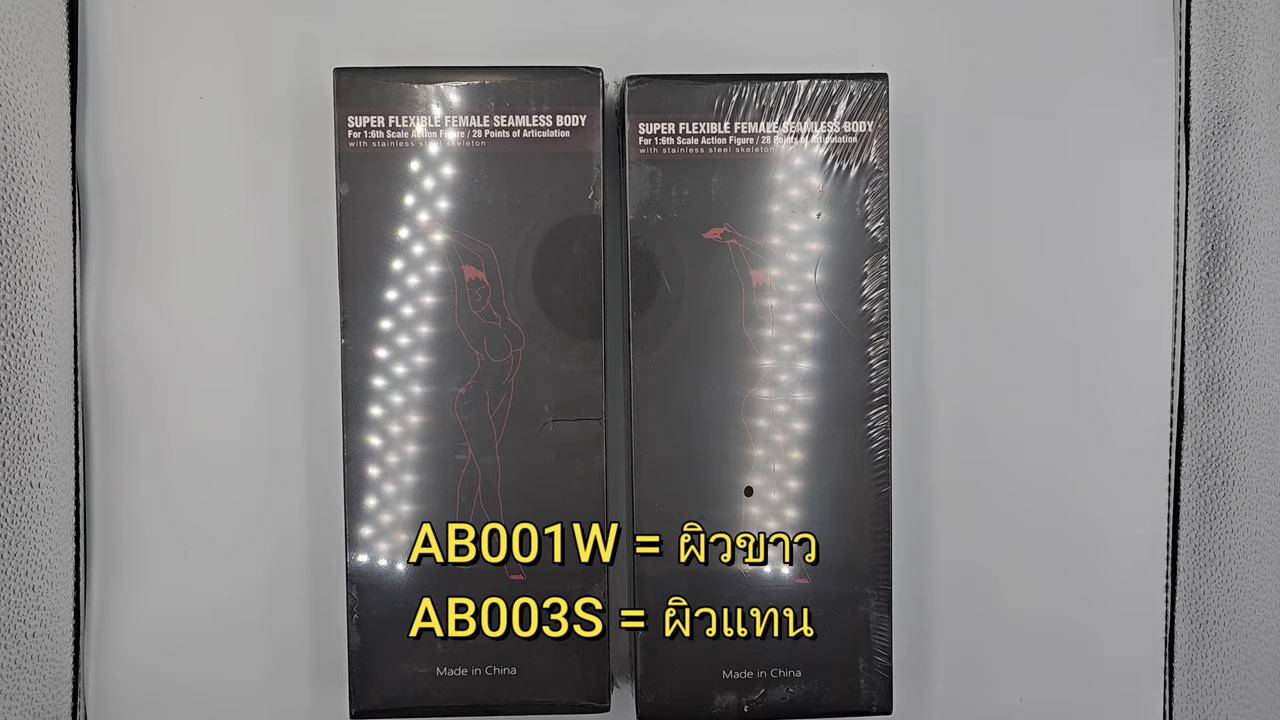 SUPER FLEXIBLE FEMALE SEAMLESS BODY
For 1:6th Scale Action Figure / 28 Points of Articulation
with stainless steel skeleton
SUPER FLEXIBLE FEMALE SEAMLESS BODY
For 1:6th Scale Action Figure / 28 Points of Articulation
with stainless steel skeleton
AB001W = ผิวขาว
AB003S = ผิวแทน
Made in China
Made in China